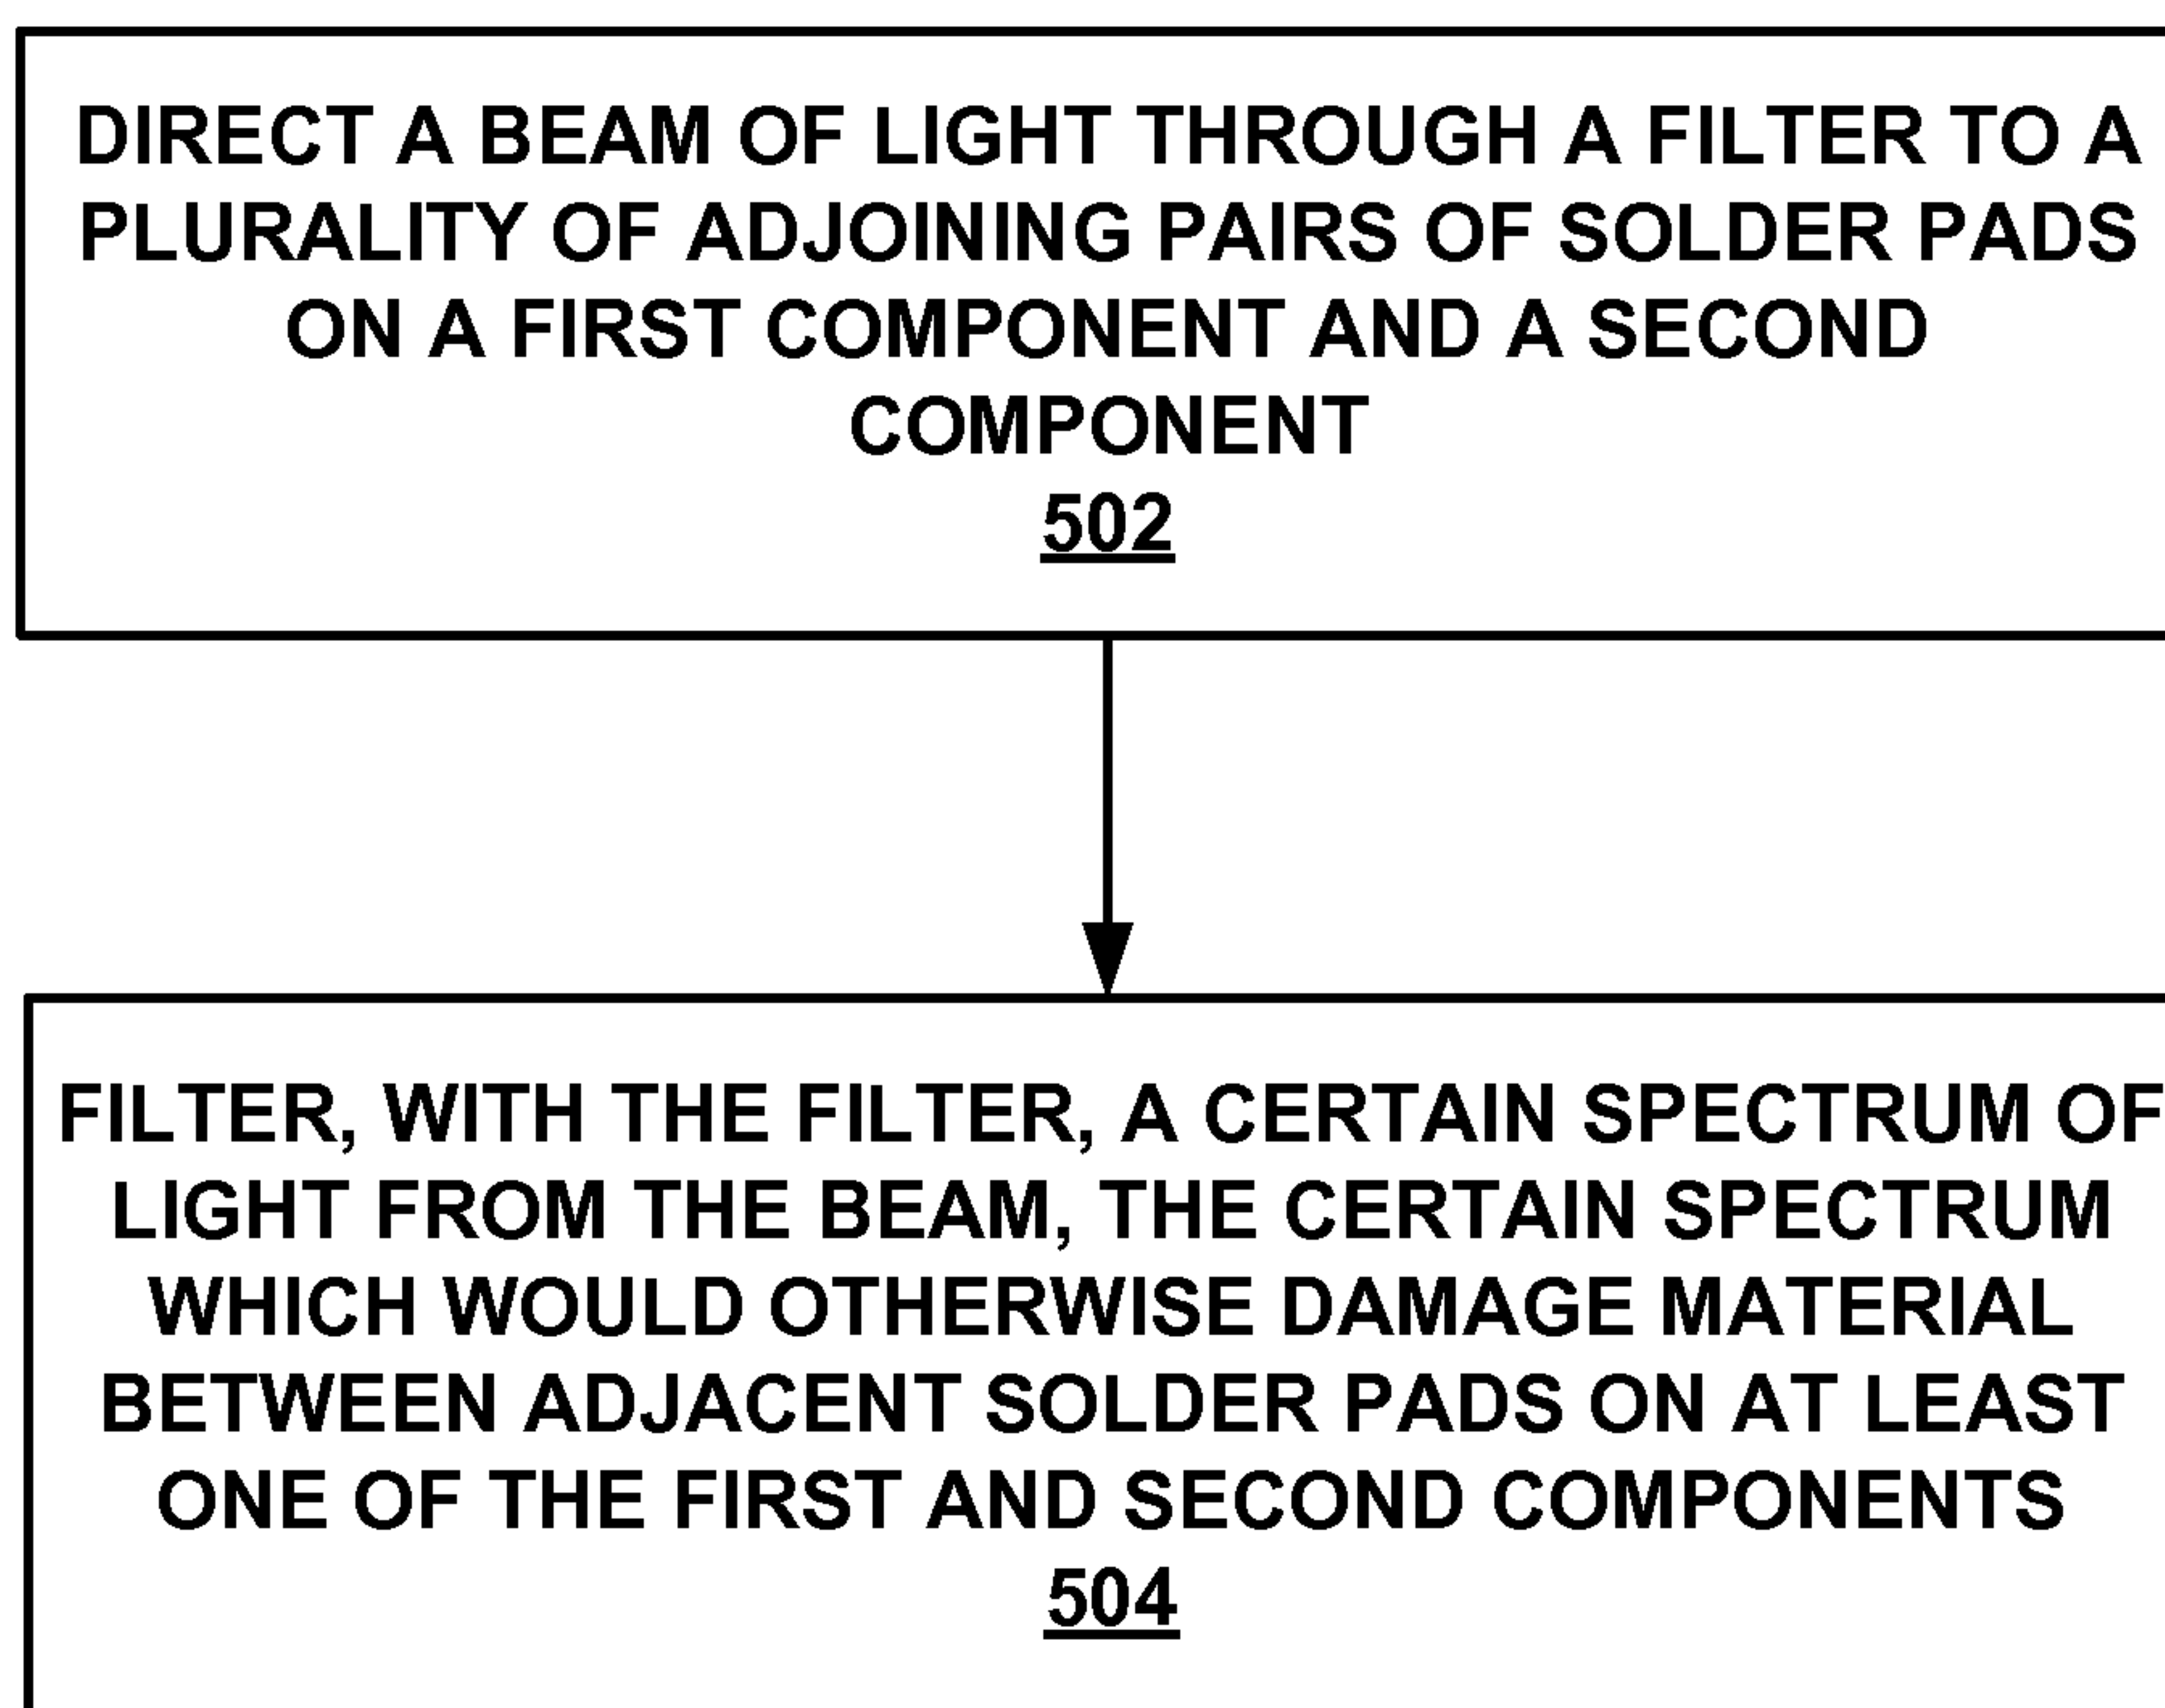 DIRECT A BEAM OF LIGHT THROUGH A FILTER TO A
PLURALITY OF ADJOINING PAIRS OF SOLDER PADS
ON A FIRST COMPONENT AND A SECOND
COMPONENT
502
FILTER, WITH THE FILTER, A CERTAIN SPECTRUM OF
LIGHT FROM THE BEAM, THE CERTAIN SPECTRUM
WHICH WOULD OTHERWISE DAMAGE MATERIAL
BETWEEN ADJACENT SOLDER PADS ON AT LEAST
ONE OF THE FIRST AND SECOND COMPONENTS
504